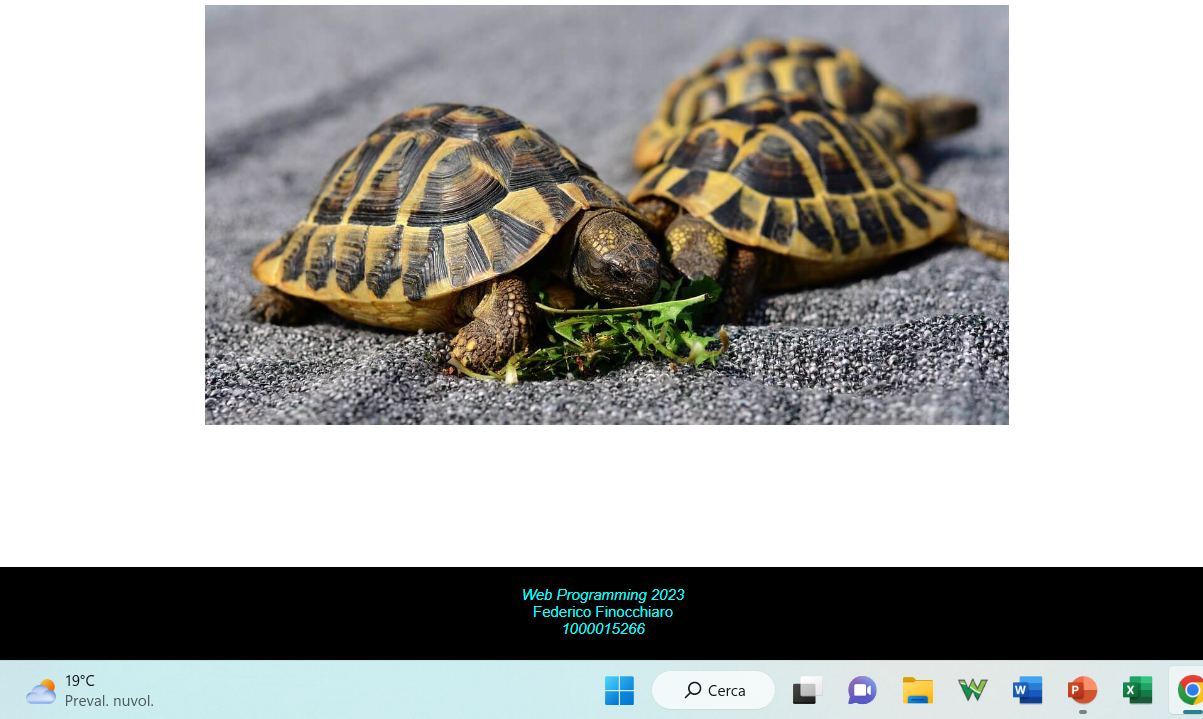 Web Programming 2023
Federico Finocchiaro
1000015266
19°C
Preval. nuvol.
Cerca
W
P
X